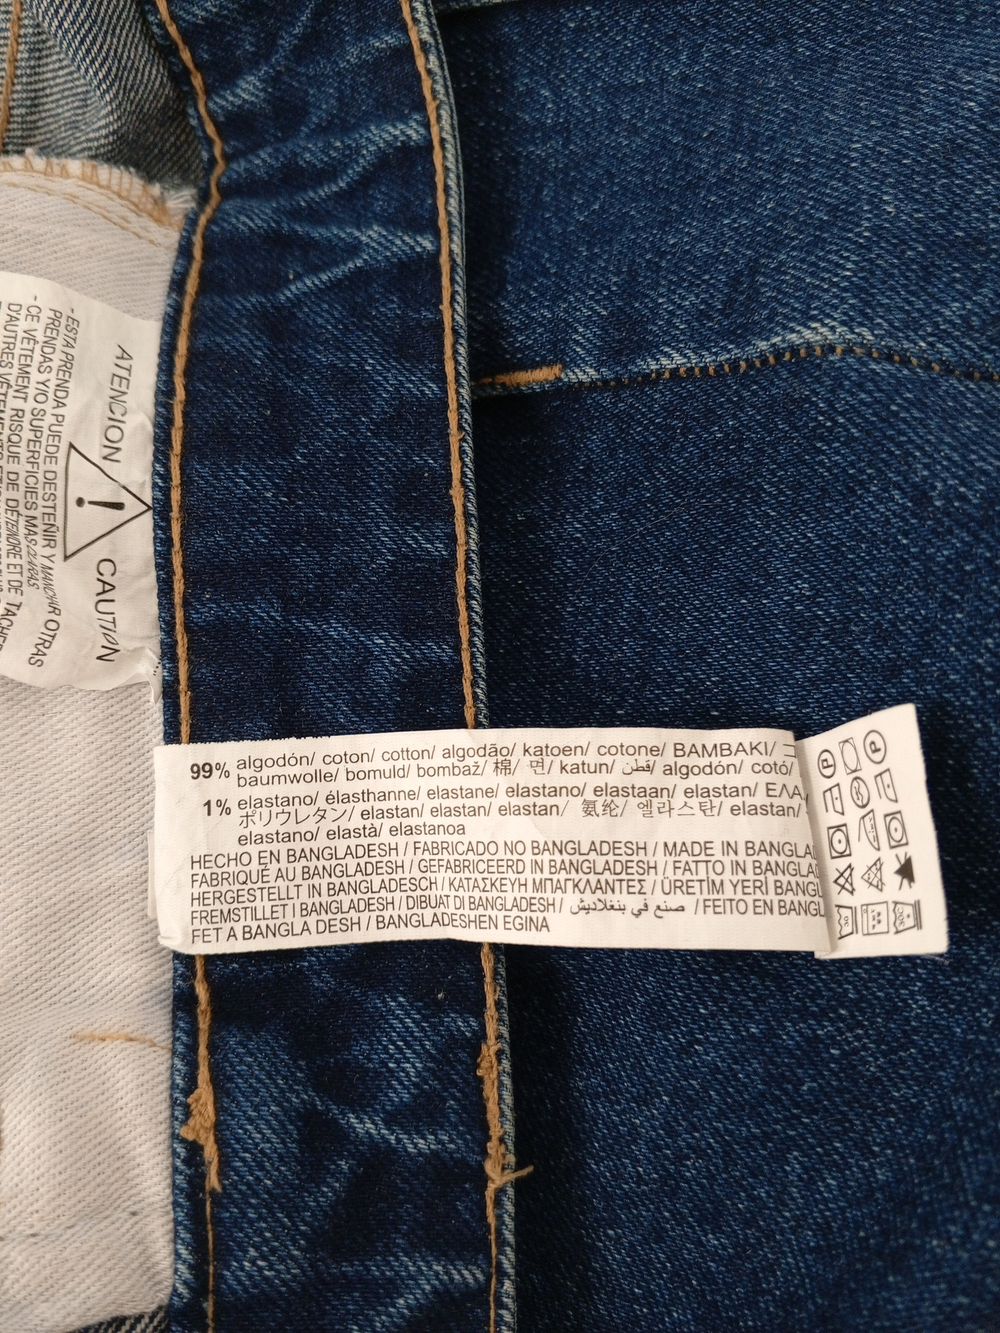 ATENCION ! CAUTION
- ESTA PRENDA PUEDE DESTEÑIR Y MANCHAR OTRAS
PRENDAS Y/O SUPERFICIES MAS CLARAS
- CE VÊTEMENT RISQUE DE DÉTEINDRE ET DE TACHER
D'AUTRES VÊTEMENTS
99% algodón/ coton/ cotton/ algodão/ katoen/ cotone/ BAMBAKI/ コ
baumwolle/ bomuld/ bombaž/ 棉/ 면/ katun/ قطن/ algodón/ cotó/
1% elastano/ élasthanne/ elastane/ elastano/ elastaan/ elastan/ ΕΛΑ
ポリウレタン/ elastan/ elastan/ elastan/ 氨纶/ 엘라스탄/ elastan/
elastano/ elastà/ elastanoa
HECHO EN BANGLADESH / FABRICADO NO BANGLADESH / MADE IN BANGLA
FABRIQUÉ AU BANGLADESH / GEFABRICEERD IN BANGLADESH / FATTO IN BANGLA
HERGESTELLT IN BANGLADESCH / ΚΑΤΑΣΚΕΥΗ ΜΠΑΓΚΛΑΝΤΕΣ / ÜRETİM YERİ BANGL
FREMSTILLET I BANGLADESH / DIBUAT DI BANGLADESH / صنع في بنغلاديش / FEITO EN BANGL
FET A BANGLA DESH / BANGLADESHEN EGINA
P P